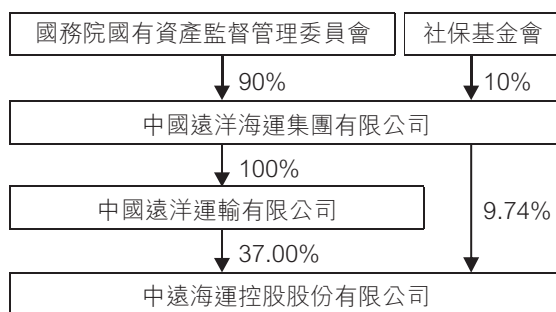 國務院國有資產監督管理委員會
社保基金會
90%
10%
中國遠洋海運集團有限公司
100%
中國遠洋運輸有限公司
9.74%
37.00%
中遠海運控股股份有限公司